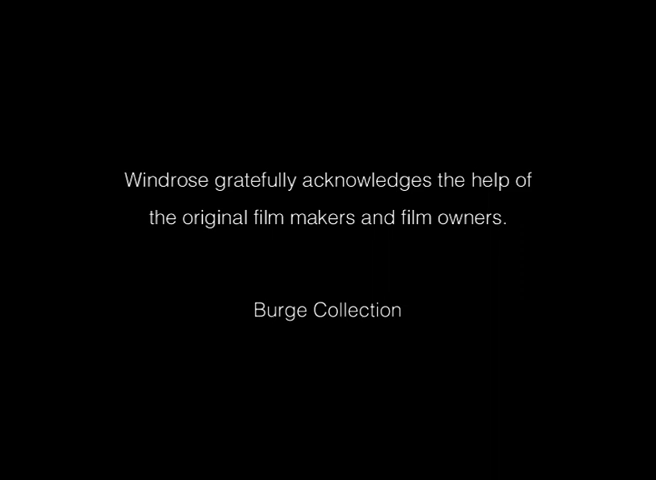 Windrose gratefully acknowledges the help of
the original film makers and film owners.
Burge Collection